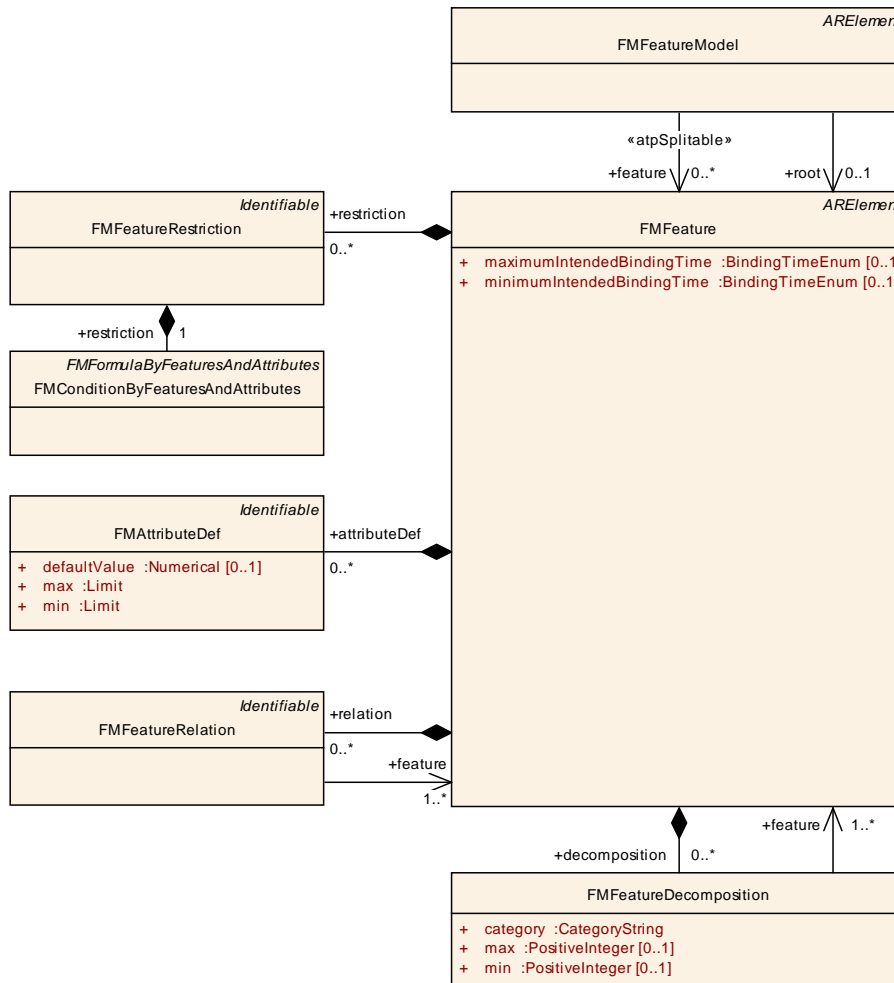 ARElemen
FMFeatureModel
«atpSplitable»
+feature 0..*
+root 0..1
Identifiable
FMFeatureRestriction
+restriction
0..*
ARElemen
FMFeature
+ maximumIntendedBindingTime :BindingTimeEnum [0..1
+ minimumIntendedBindingTime :BindingTimeEnum [0..1
+restriction 1
FMFormulaByFeaturesAndAttributes
FMConditionByFeaturesAndAttributes
Identifiable
FMAttributeDef
+ defaultValue :Numerical [0..1]
+ max :Limit
+ min :Limit
+attributeDef
0..*
Identifiable
FMFeatureRelation
+relation
0..*
+feature
1..*
+decomposition 0..*
+feature 1..*
FMFeatureDecomposition
+ category :CategoryString
+ max :PositiveInteger [0..1]
+ min :PositiveInteger [0..1]